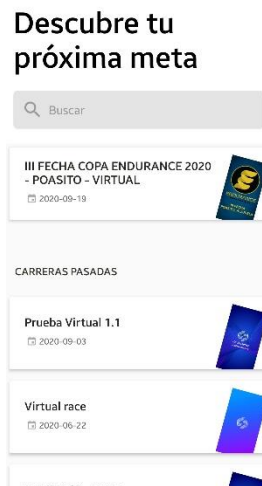 Descubre tu
próxima meta
Buscar
III FECHA COPA ENDURANCE 2020
- POASITO - VIRTUAL
2020-09-19
CARRERAS PASADAS
Prueba Virtual 1.1
2020-09-03
Virtual race
2020-06-22